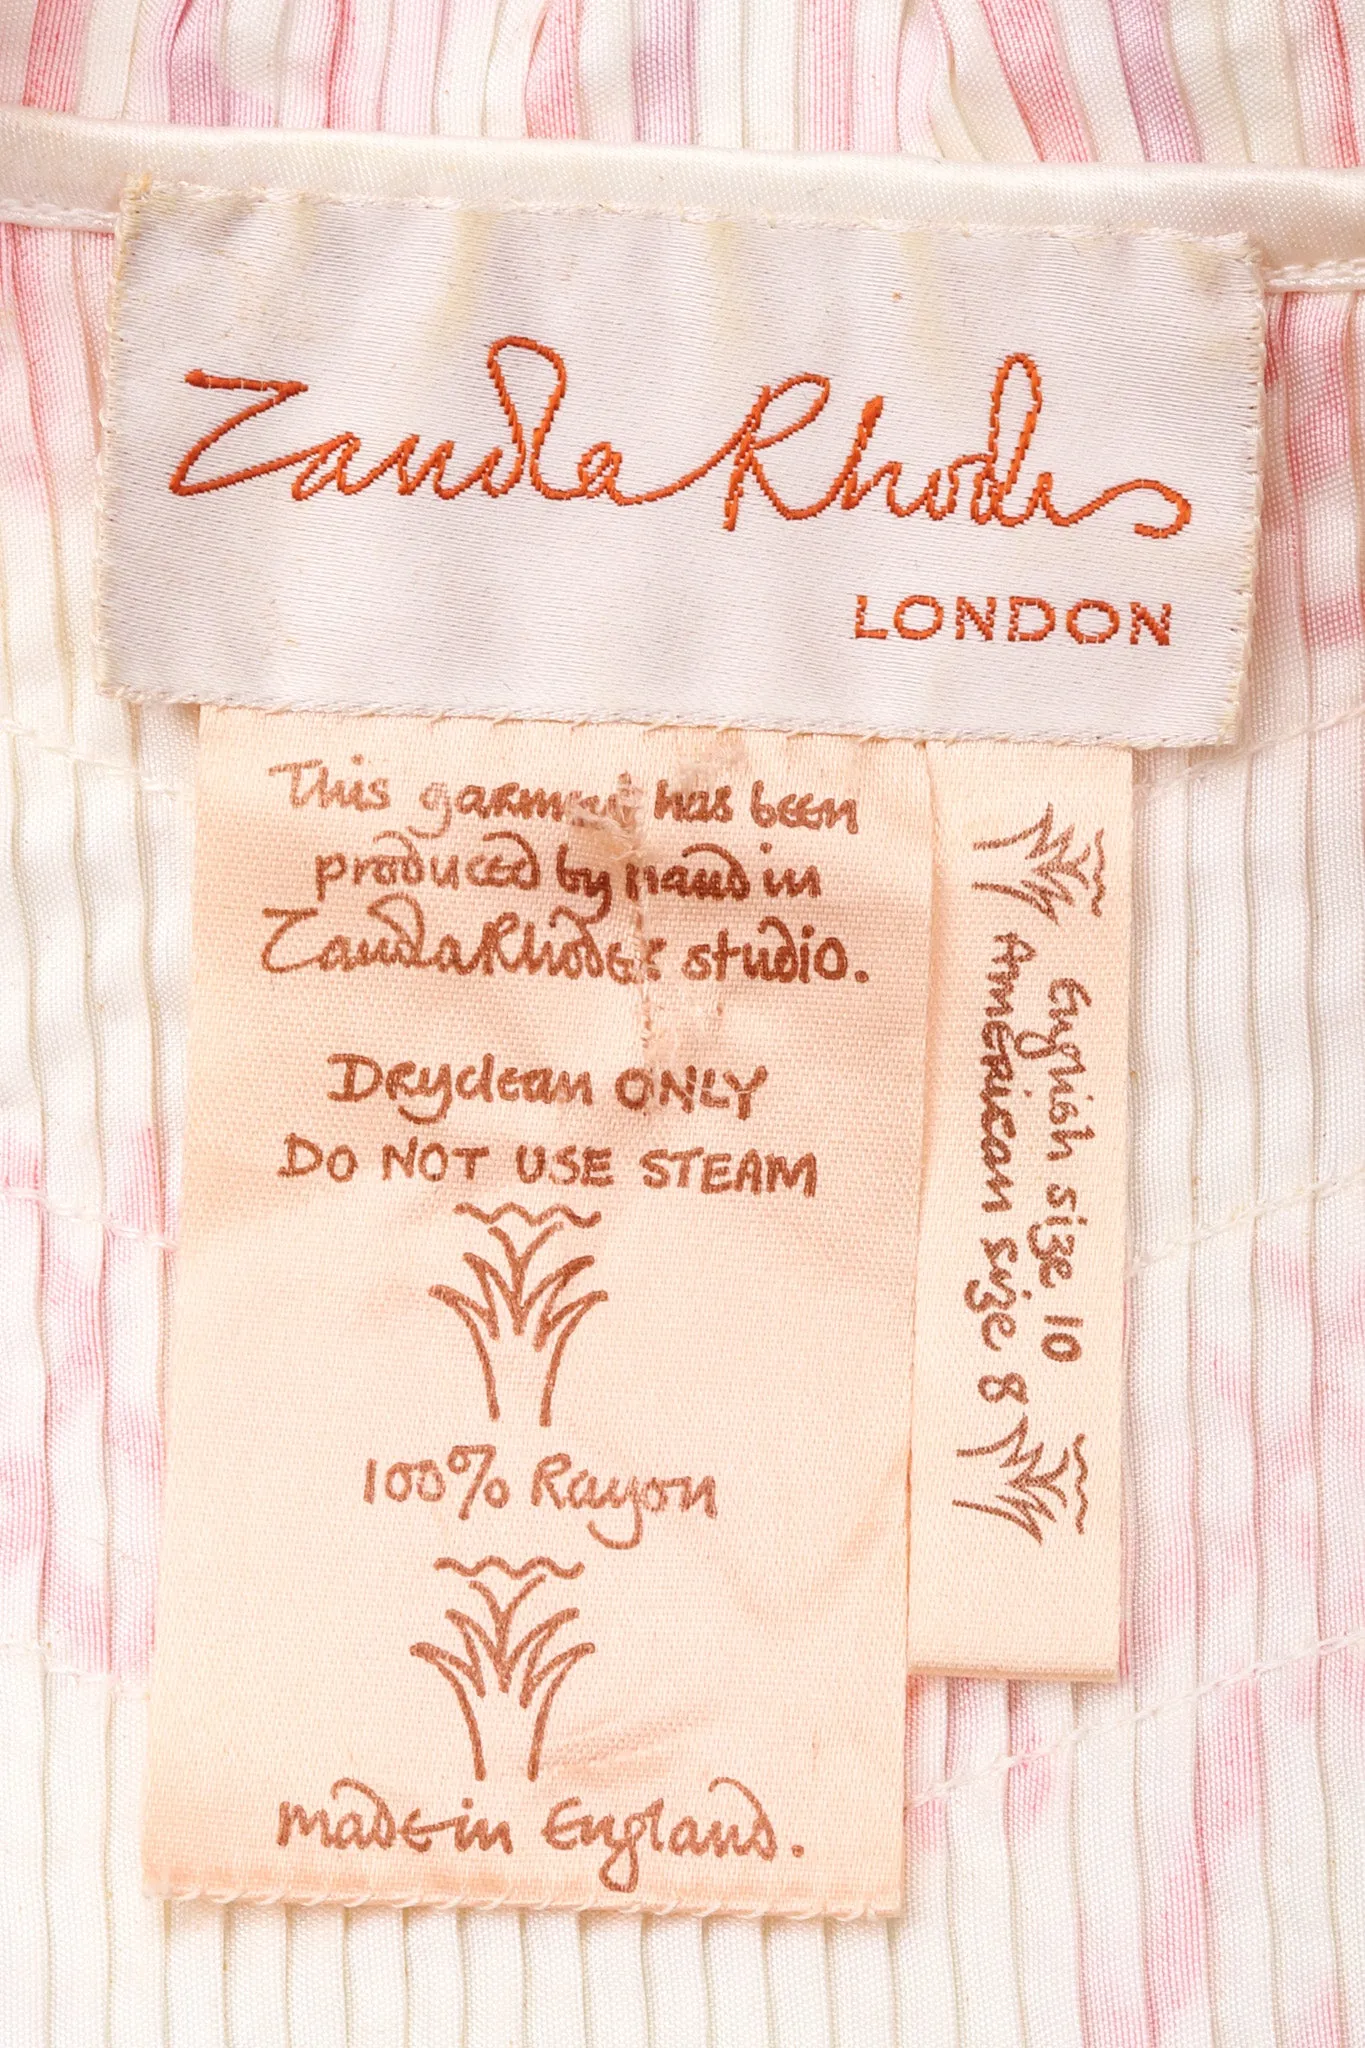 Zandra Rhodes
LONDON
This garment has been
produced by hand in
Zandra Rhodes studio.
Dryclean ONLY
DO NOT USE STEAM
100% Rayon
made in England.
English size 10
American size 8